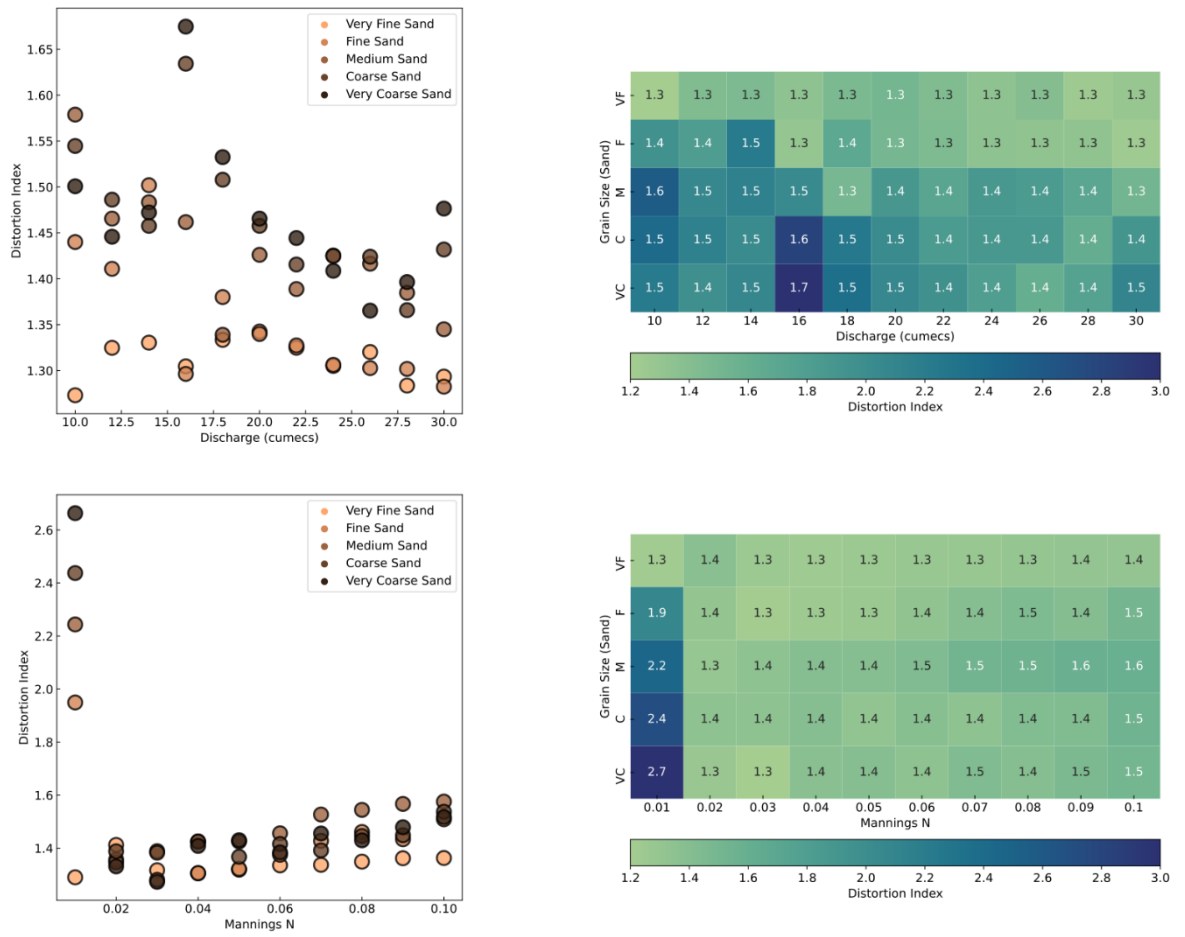 Very Fine Sand
Fine Sand
Medium Sand
Coarse Sand
Very Coarse Sand
1.65
1.60
1.55
1.50
1.45
1.40
1.35
1.30
Distortion Index
10.0 12.5 15.0 17.5 20.0 22.5 25.0 27.5 30.0
Discharge (cumecs)
Grain Size (Sand)
VF 1.3 1.3 1.3 1.3 1.3 1.3 1.3 1.3 1.3 1.3 1.3
F 1.4 1.4 1.5 1.3 1.4 1.3 1.3 1.3 1.3 1.3 1.3
M 1.6 1.5 1.5 1.5 1.3 1.4 1.4 1.4 1.4 1.4 1.3
C 1.5 1.5 1.5 1.6 1.5 1.5 1.4 1.4 1.4 1.4 1.4
VC 1.5 1.4 1.5 1.7 1.5 1.5 1.4 1.4 1.4 1.4 1.5
10 12 14 16 18 20 22 24 26 28 30
Discharge (cumecs)
1.2 1.4 1.6 1.8 2.0 2.2 2.4 2.6 3.0
Distortion Index
Very Fine Sand
Fine Sand
Medium Sand
Coarse Sand
Very Coarse Sand
2.6
2.4
2.2
2.0
1.8
1.6
1.4
Distortion Index
0.02 0.04 0.06 0.08 0.10
Mannings N
Grain Size (Sand)
VF 1.3 1.4 1.3 1.3 1.3 1.3 1.3 1.3 1.4 1.4
F 1.9 1.4 1.3 1.3 1.3 1.4 1.4 1.5 1.4 1.5
M 2.2 1.3 1.4 1.4 1.4 1.5 1.5 1.5 1.6 1.6
C 2.4 1.4 1.4 1.4 1.4 1.4 1.4 1.4 1.4 1.5
VC 2.7 1.3 1.3 1.4 1.4 1.4 1.5 1.4 1.5 1.5
0.01 0.02 0.03 0.04 0.05 0.06 0.07 0.08 0.09 0.1
Mannings N
1.2 1.4 1.6 1.8 2.0 2.2 2.4 2.6 3.0
Distortion Index